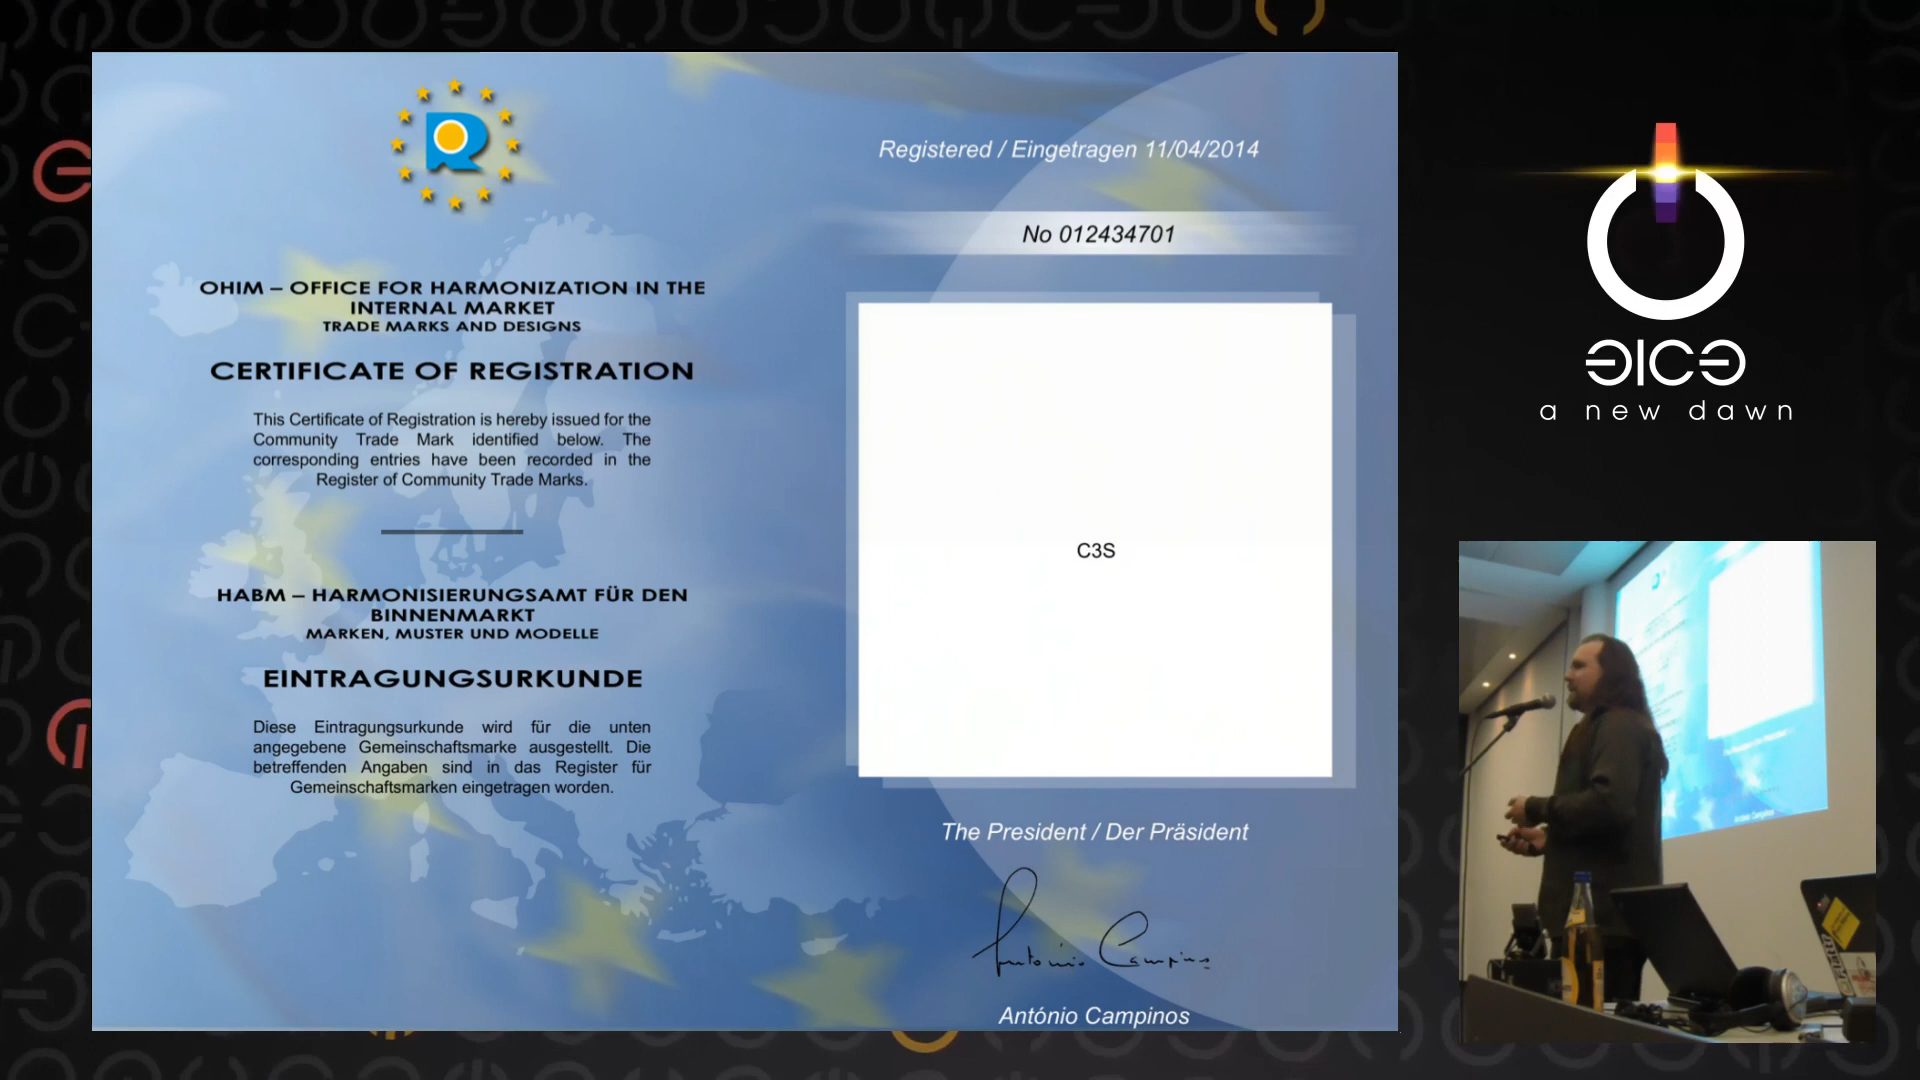 OHIM – OFFICE FOR HARMONIZATION IN THE
INTERNAL MARKET
TRADE MARKS AND DESIGNS
CERTIFICATE OF REGISTRATION
This Certificate of Registration is hereby issued for the
Community Trade Mark identified below. The
corresponding entries have been recorded in the
Register of Community Trade Marks.
HABM – HARMONISIERUNGSAMT FÜR DEN
BINNENMARKT
MARKEN, MUSTER UND MODELLE
EINTRAGUNGSURKUNDE
Diese Eintragungsurkunde wird für die unten
angegebene Gemeinschaftsmarke ausgestellt. Die
betreffenden Angaben sind in das Register für
Gemeinschaftsmarken eingetragen worden.
Registered / Eingetragen 11/04/2014
No 012434701
C3S
The President / Der Präsident
António Campinos
António Campinos
a new dawn